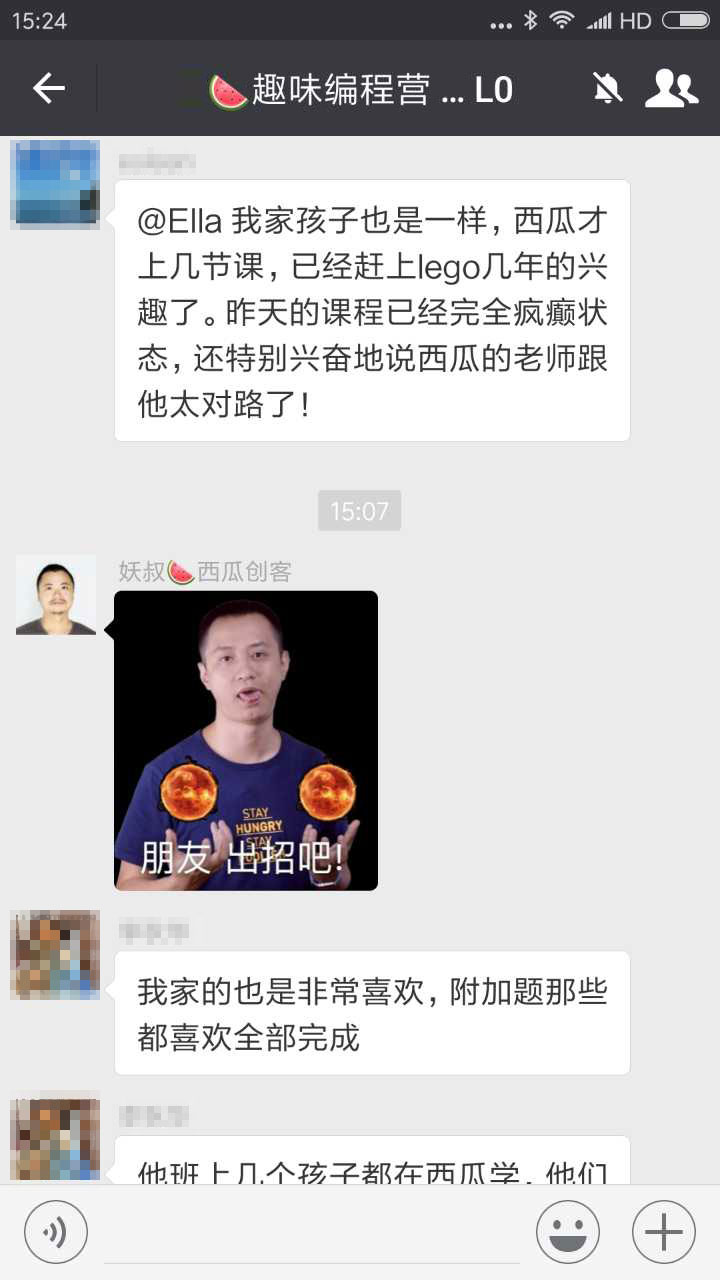 15:24
HD
趣味编程营 ... L0
@Ella 我家孩子也是一样，西瓜才
上几节课，已经赶上lego几年的兴
趣了。昨天的课程已经完全疯癫状
态，还特别兴奋地说西瓜的老师跟
他太对路了！
15:07
妖叔🍉西瓜创客
STAY
HUNGRY
STAY
朋友 出招吧!
我家的也是非常喜欢，附加题那些
都喜欢全部完成
他班上几个孩子都在西瓜学，他们